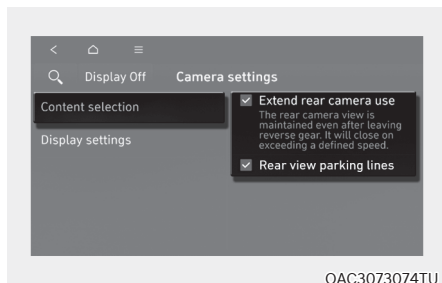 Display Off
Camera settings
Content selection
Display settings
Extend rear camera use
The rear camera view is
maintained even after leaving
reverse gear. It will close on
exceeding a defined speed.
Rear view parking lines
OAC3073074TU